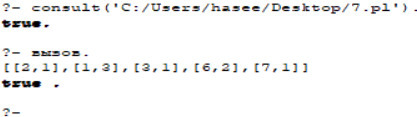 ?- consult('C:/Users/hasee/Desktop/7.pl').
true.
?- вызов.
[[2,1],[1,3],[3,1],[6,2],[7,1]]
true .
?-